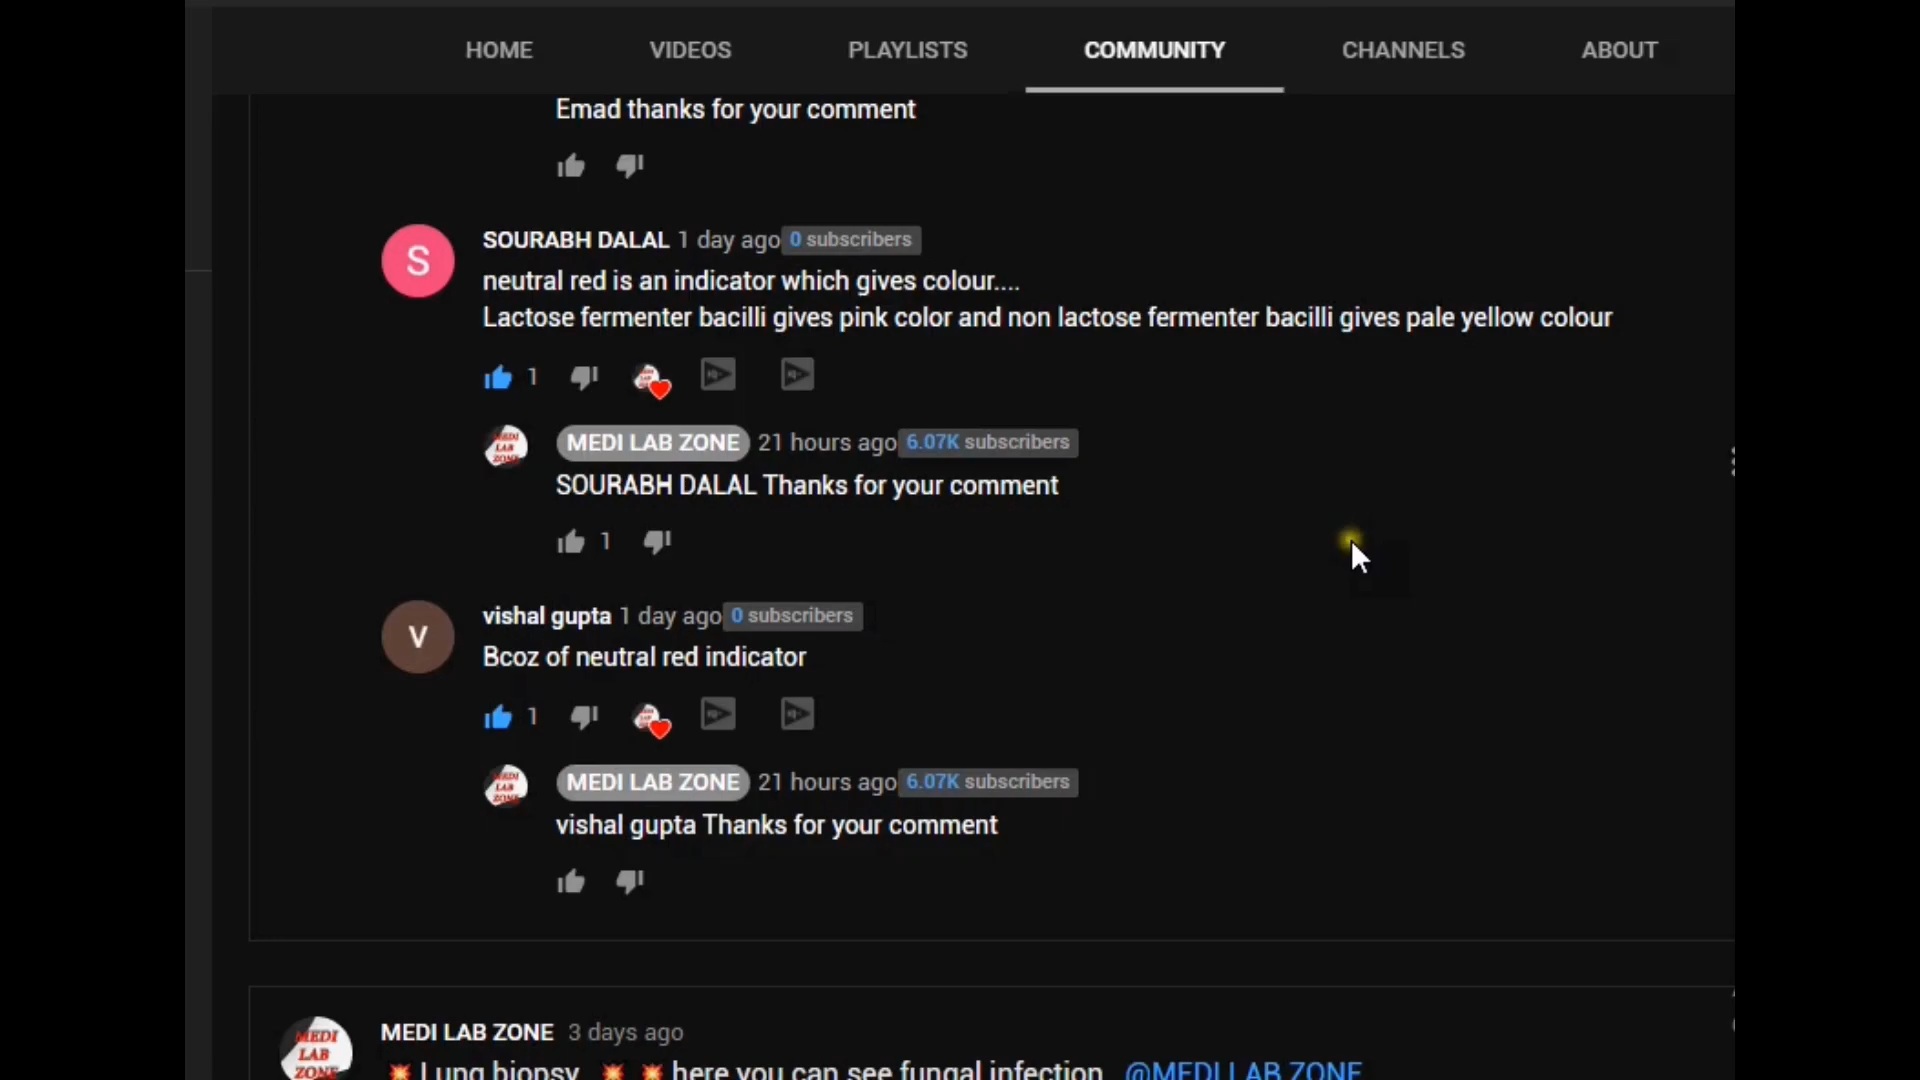 HOME VIDEOS PLAYLISTS COMMUNITY CHANNELS ABOUT
Emad thanks for your comment
S
SOURABH DALAL 1 day ago 0 subscribers
neutral red is an indicator which gives colour....
Lactose fermenter bacilli gives pink color and non lactose fermenter bacilli gives pale yellow colour
1
MEDI LAB ZONE 21 hours ago 6.07K subscribers
SOURABH DALAL Thanks for your comment
1
V
vishal gupta 1 day ago 0 subscribers
Bcoz of neutral red indicator
1
MEDI LAB ZONE 21 hours ago 6.07K subscribers
vishal gupta Thanks for your comment
MEDI LAB ZONE
MEDI LAB ZONE 3 days ago
Lung biopsy here you can see fungal infection @MEDI LAB ZONE